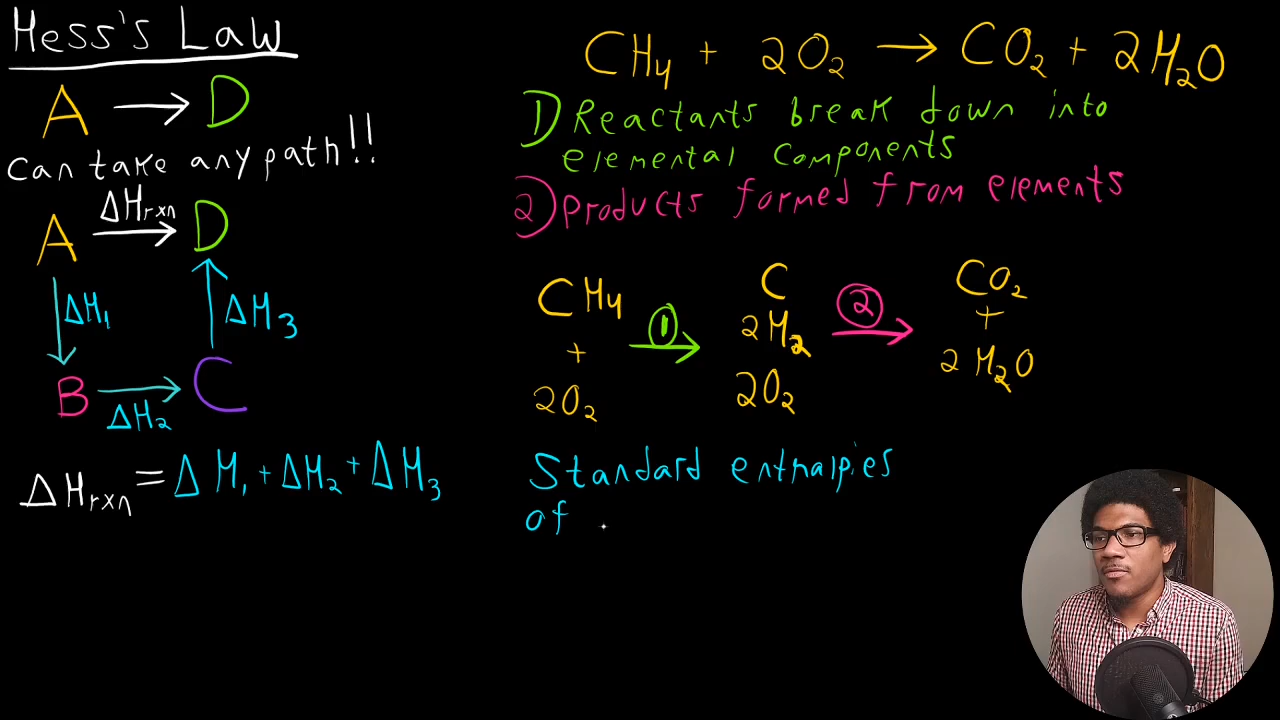 Hess's Law
A → D
can take any path!!
ΔHrxn
A → D
ΔH₁
ΔH₃
B → C
ΔH₂
ΔHrxn = ΔH₁ + ΔH₂ + ΔH₃
CH₄ + 2O₂ → CO₂ + 2H₂O
1) Reactants break down into
elemental components
2) Products formed from elements
CH₄
+
2O₂
①
C
2H₂
2O₂
②
CO₂
+
2H₂O
Standard enthalpies
of